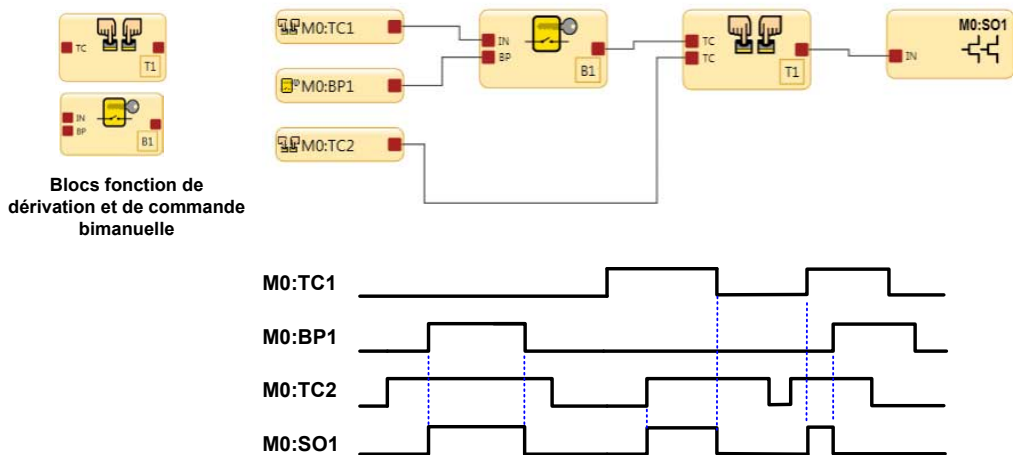 TC
T1
IN
BP
B1
Blocs fonction de
dérivation et de commande
bimanuelle
M0:TC1
M0:BP1
M0:TC2
IN
BP
B1
TC
TC
T1
M0:SO1
IN
M0:TC1
M0:BP1
M0:TC2
M0:SO1